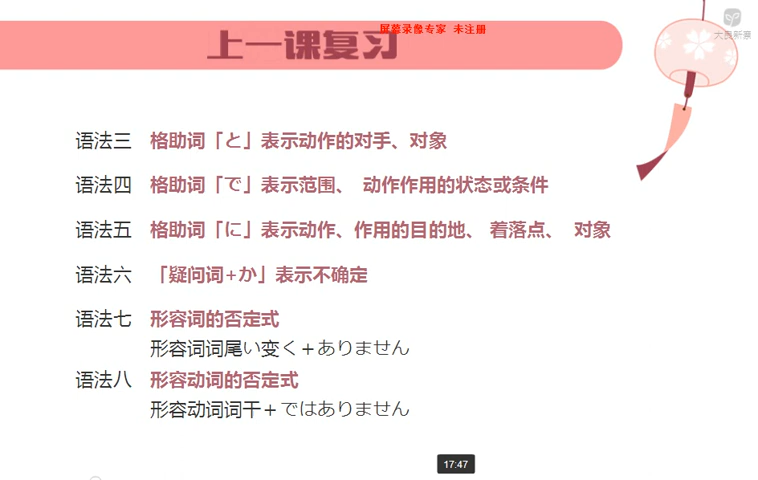 屏幕录像专家 未注册
上一课复习
大良新景
语法三 格助词「と」表示动作的对手、对象
语法四 格助词「で」表示范围、 动作作用的状态或条件
语法五 格助词「に」表示动作、作用的目的地、 着落点、 对象
语法六 「疑问词+か」表示不确定
语法七 形容词的否定式
形容词词尾い变く＋ありません
语法八 形容动词的否定式
形容动词词干＋ではありません
17:47